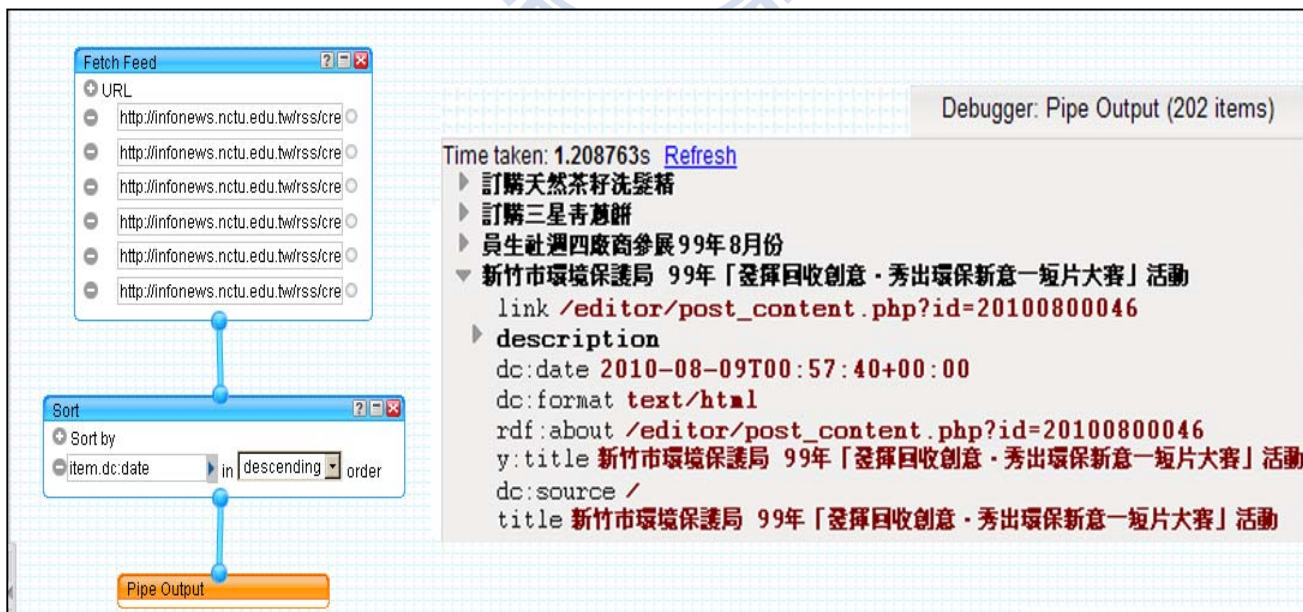 Fetch Feed
URL
http://infonews.nctu.edu.tw/rss/cre
http://infonews.nctu.edu.tw/rss/cre
http://infonews.nctu.edu.tw/rss/cre
http://infonews.nctu.edu.tw/rss/cre
http://infonews.nctu.edu.tw/rss/cre
http://infonews.nctu.edu.tw/rss/cre
Sort
Sort by
item.dc:date in descending order
Pipe Output
Debugger: Pipe Output (202 items)
Time taken: 1.208763s Refresh
訂購天然茶籽洗髮精
訂購三星青蔥餅
員生社週四廠商參展99年8月份
新竹市環境保護局 99年「發揮回收創意‧秀出環保新意—短片大賽」活動
link /editor/post_content.php?id=20100800046
description
dc:date 2010-08-09T00:57:40+00:00
dc:format text/html
rdf:about /editor/post_content.php?id=20100800046
y:title 新竹市環境保護局 99年「發揮回收創意‧秀出環保新意—短片大賽」活動
dc:source /
title 新竹市環境保護局 99年「發揮回收創意‧秀出環保新意—短片大賽」活動